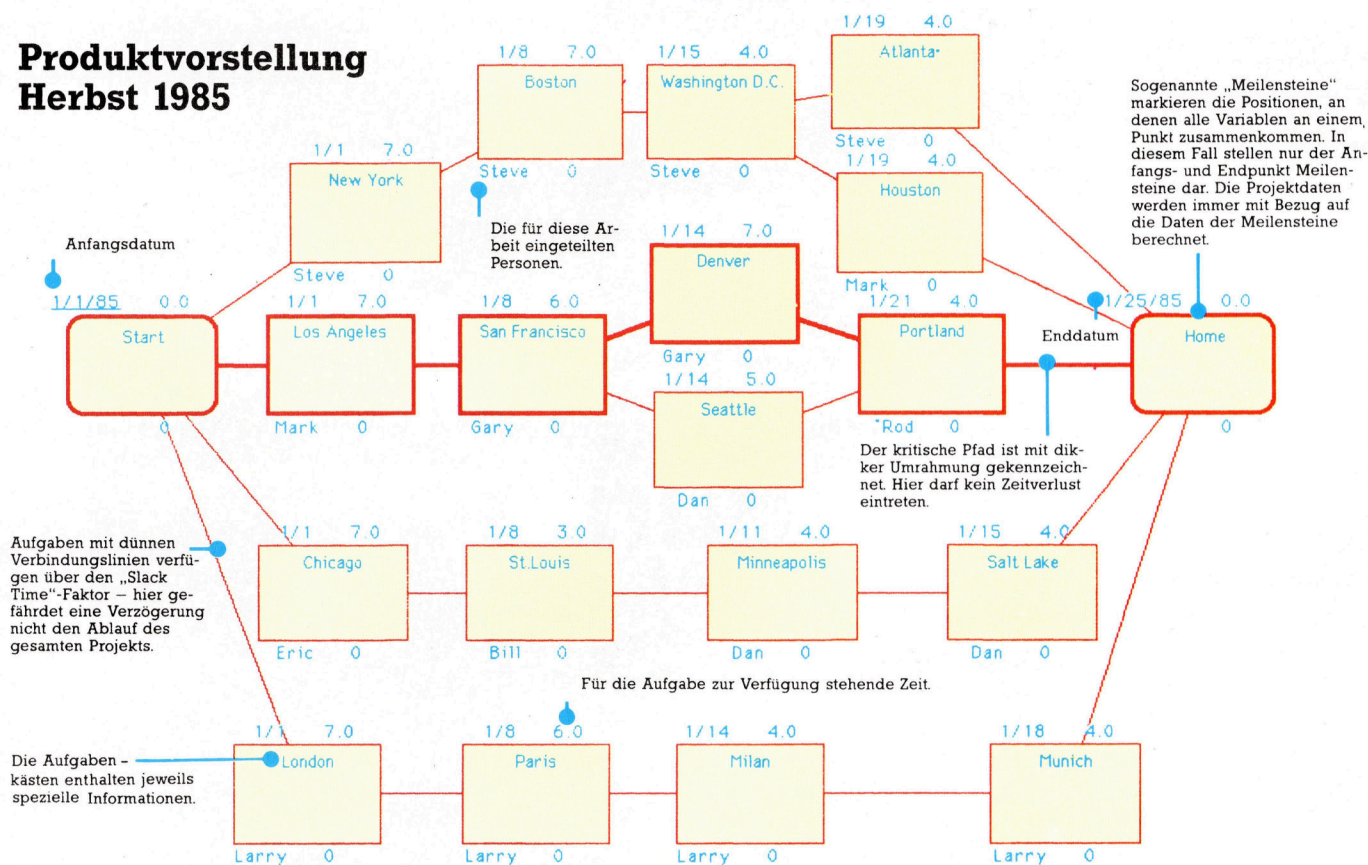 Produktvorstellung
Herbst 1985
1/19 4.0
Atlanta
Steve 0
1/8 7.0
Boston
Steve 0
1/15 4.0
Washington D.C.
Steve 0
Sogenannte „Meilensteine“
markieren die Positionen, an
denen alle Variablen an einem
Punkt zusammenkommen. In
diesem Fall stellen nur der An-
fangs- und Endpunkt Meilen-
steine dar. Die Projektdaten
werden immer mit Bezug auf
die Daten der Meilensteine
berechnet.
1/1 7.0
New York
Steve 0
1/19 4.0
Houston
Mark 0
Die für diese Ar-
beit eingeteilten
Personen.
1/14 7.0
Denver
Gary 0
Anfangsdatum
1/1/85 0.0
Start
0
1/1 7.0
Los Angeles
Mark 0
1/8 6.0
San Francisco
Gary 0
1/21 4.0
Portland
Rod 0
Enddatum
1/25/85 0.0
Home
0
1/14 5.0
Seattle
Dan 0
Der kritische Pfad ist mit dik-
ker Umrahmung gekennzeich-
net. Hier darf kein Zeitverlust
eintreten.
Aufgaben mit dünnen
Verbindungslinien verfü-
gen über den „Slack
Time“-Faktor – hier ge-
fährdet eine Verzögerung
nicht den Ablauf des
gesamten Projekts.
1/1 7.0
Chicago
Eric 0
1/8 3.0
St.Louis
Bill 0
1/11 4.0
Minneapolis
Dan 0
1/15 4.0
Salt Lake
Dan 0
Für die Aufgabe zur Verfügung stehende Zeit.
Die Aufgaben -
kästen enthalten jeweils
spezielle Informationen.
1/1 7.0
London
Larry 0
1/8 6.0
Paris
Larry 0
1/14 4.0
Milan
Larry 0
1/18 4.0
Munich
Larry 0